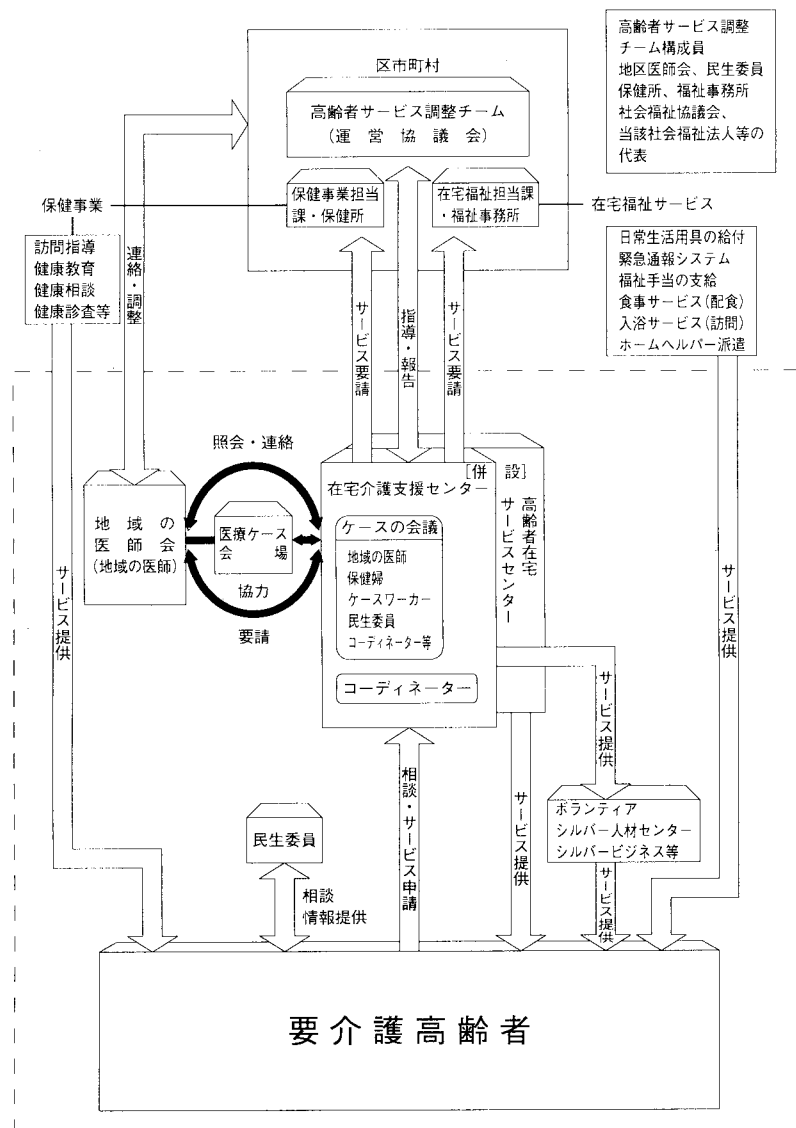 高齢者サービス調整
チーム構成員
地区医師会、民生委員
保健所、福祉事務所
社会福祉協議会、
当該社会福祉法人等の
代表
区市町村
高齢者サービス調整チーム
(運営協議会)
保健事業担当
課・保健所
在宅福祉担当課
・福祉事務所
保健事業
訪問指導
健康教育
健康相談
健康診査等
在宅福祉サービス
日常生活用具の給付
緊急通報システム
福祉手当の支給
食事サービス(配食)
入浴サービス(訪問)
ホームヘルパー派遣
連絡・調整
サービス要請
指導・報告
サービス要請
照会・連絡
地域の
医師会
(地域の医師)
医療ケース
会場
協力
要請
[併設]
在宅介護支援センター
高齢者在宅
サービスセンター
ケースの会議
地域の医師
保健婦
ケースワーカー
民生委員
コーディネーター等
コーディネーター
サービス提供
サービス提供
サービス提供
サービス提供
相談・サービス申請
民生委員
相談
情報提供
ボランティア
シルバー人材センター
シルバービジネス等
サービス提供
要介護高齢者